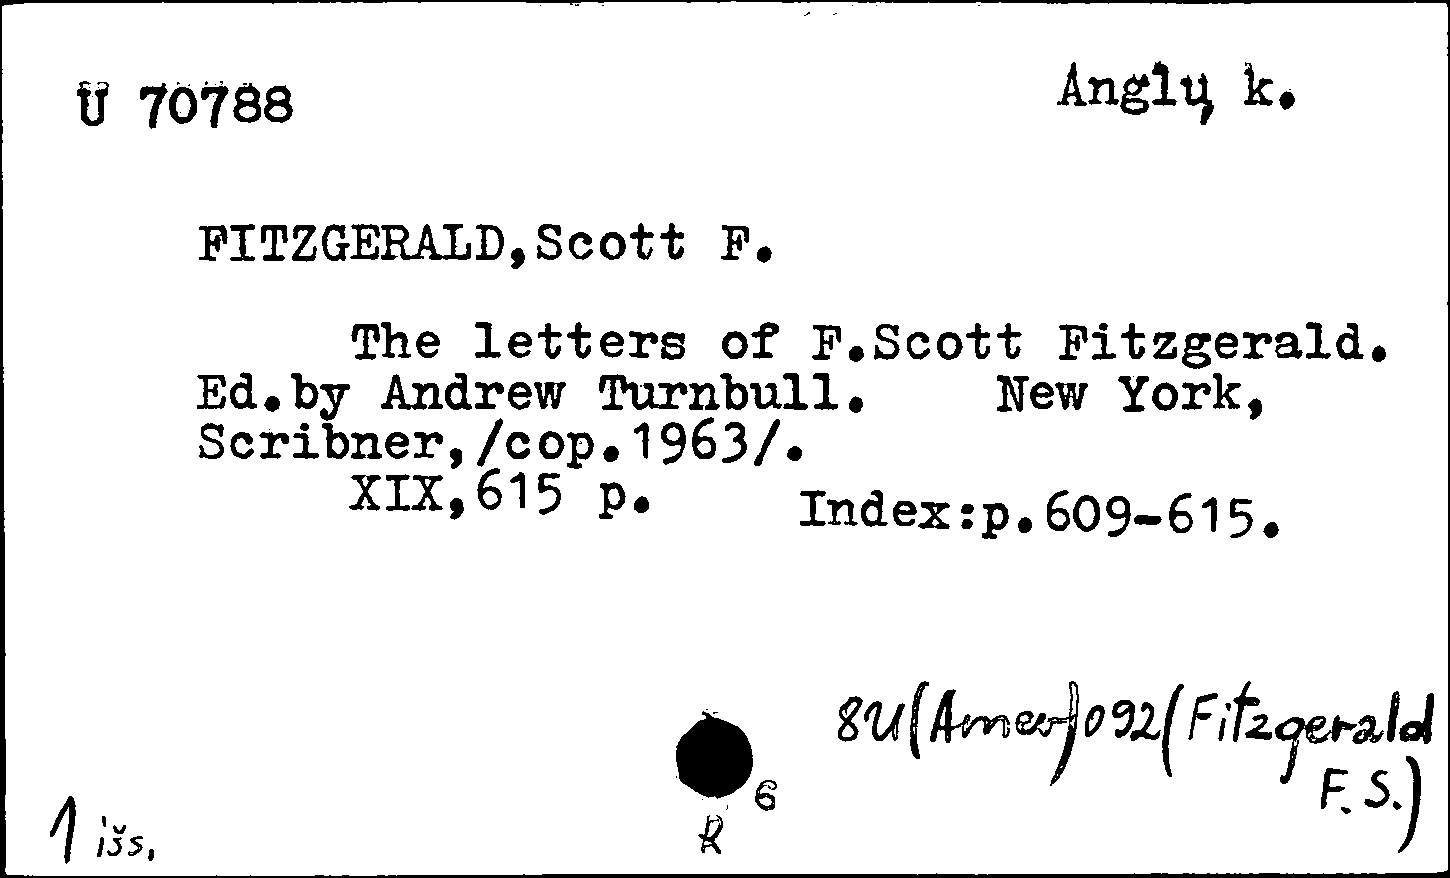 U 70788
Anglų k.
FITZGERALD,Scott F.
The letters of F.Scott Fitzgerald.
Ed.by Andrew Turnbull. New York,
Scribner,/cop.1963/.
XIX,615 p. Index:p.609-615.
8U(Amer)092(Fitzgerald
F.S.)
6
1 išs.
R